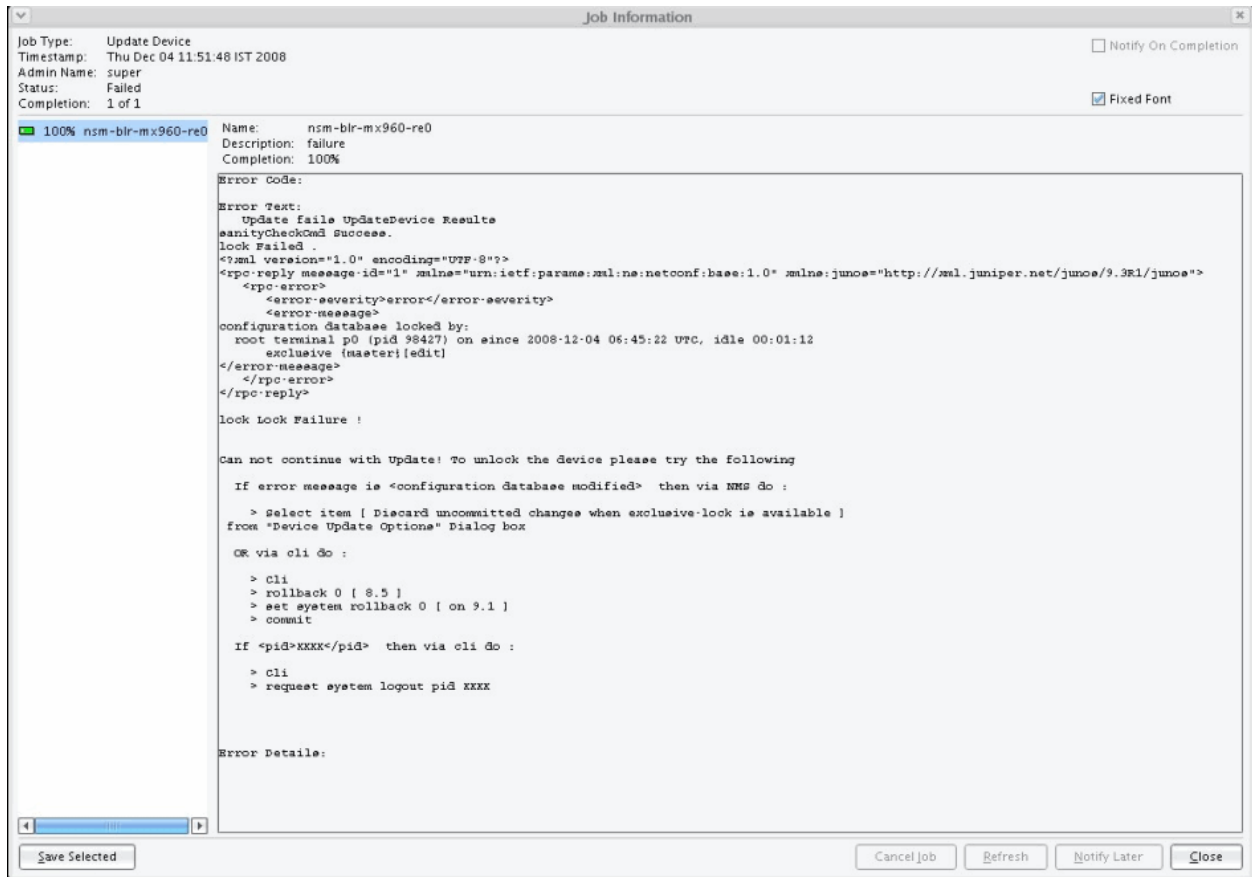 Job Information
Job Type: Update Device
Timestamp: Thu Dec 04 11:51:48 IST 2008
Admin Name: super
Status: Failed
Completion: 1 of 1
Notify On Completion
Fixed Font
100% nsm-blr-mx960-re0
Name: nsm-blr-mx960-re0
Description: failure
Completion: 100%
Error Code:
Error Text:
Update fails UpdateDevice Results
sanityCheckCmd Success.
lock Failed .
<?xml version="1.0" encoding="UTF-8"?>
<rpc-reply message-id="1" xmlns="urn:ietf:params:xml:ns:netconf:base:1.0" xmlns:junos="http://xml.juniper.net/junos/9.3R1/junos">
<rpc-error>
<error-severity>error</error-severity>
<error-message>
configuration database locked by:
root terminal p0 (pid 98427) on since 2008-12-04 06:45:22 UTC, idle 00:01:12
exclusive {master}[edit]
</error-message>
</rpc-error>
</rpc-reply>
lock Lock Failure !
Can not continue with Update! To unlock the device please try the following
If error message is <configuration database modified> then via NMS do :
> Select item [ Discard uncommitted changes when exclusive-lock is available ]
from "Device Update Options" Dialog box
OR via cli do :
> Cli
> rollback 0 [ 8.5 ]
> set system rollback 0 [ on 9.1 ]
> commit
If <pid>XXXX</pid> then via cli do :
> Cli
> request system logout pid XXXX
Error Details:
Save Selected
Cancel Job
Refresh
Notify Later
Close